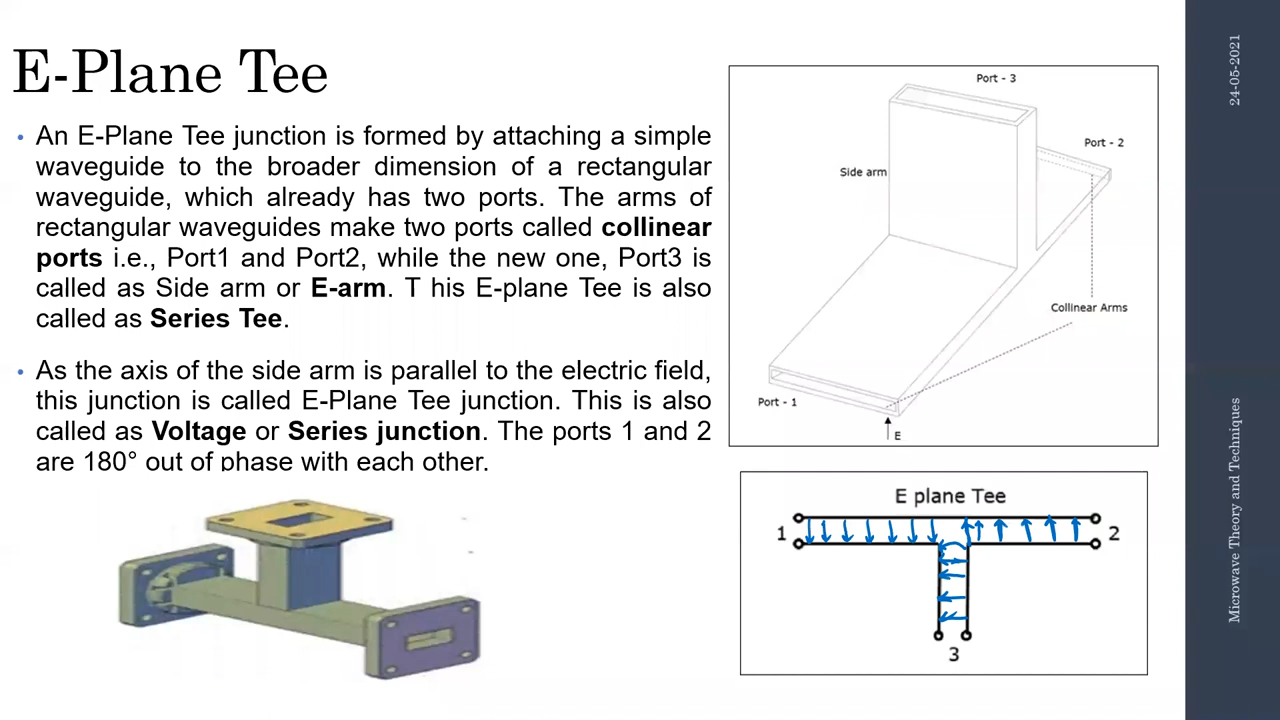 E-Plane Tee
• An E-Plane Tee junction is formed by attaching a simple
waveguide to the broader dimension of a rectangular
waveguide, which already has two ports. The arms of
rectangular waveguides make two ports called collinear
ports i.e., Port1 and Port2, while the new one, Port3 is
called as Side arm or E-arm. T his E-plane Tee is also
called as Series Tee.
• As the axis of the side arm is parallel to the electric field,
this junction is called E-Plane Tee junction. This is also
called as Voltage or Series junction. The ports 1 and 2
are 180° out of phase with each other.
Port - 3
Port - 2
Side arm
Collinear Arms
Port - 1
E
E plane Tee
1
2
3
24-05-2021
Microwave Theory and Techniques